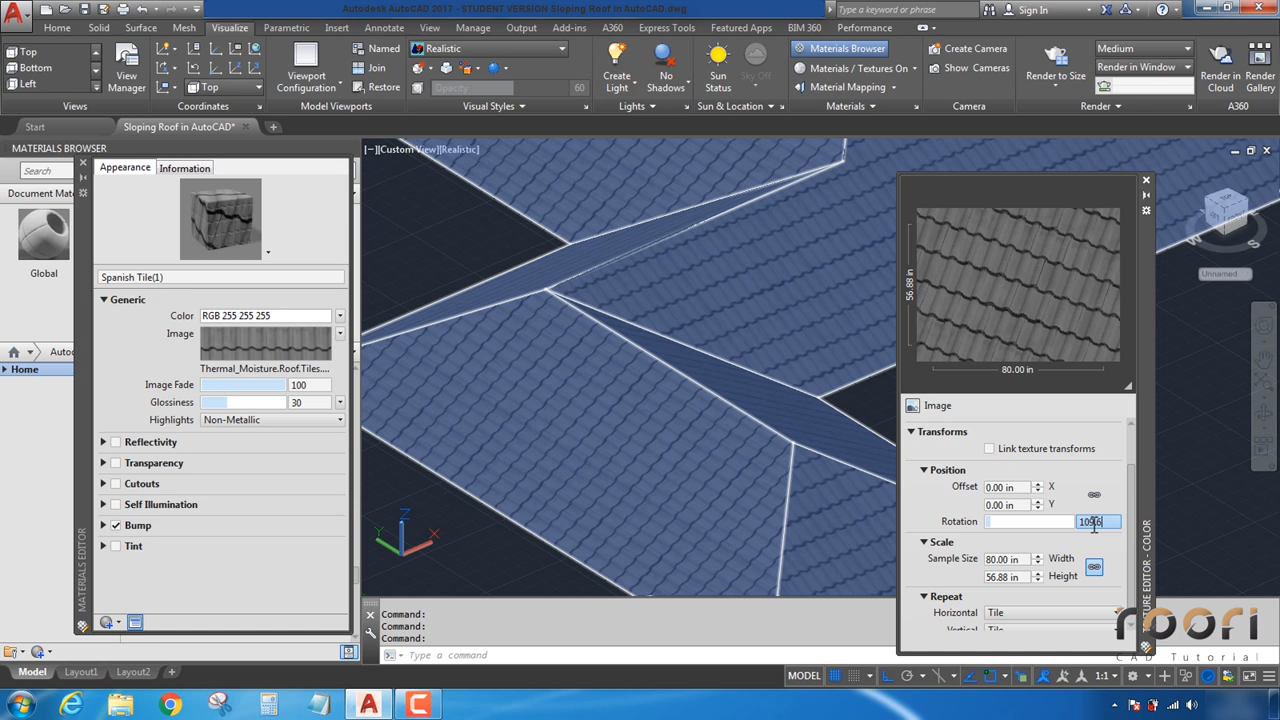 Autodesk AutoCAD 2017 - STUDENT VERSION Sloping Roof in AutoCAD.dwg
Type a keyword or phrase
Sign In
Home Solid Surface Mesh Visualize Parametric Insert Annotate View Manage Output Add-ins A360 Express Tools Featured Apps BIM 360 Performance
Top
Bottom
Left
View Manager
Views
Top
Coordinates
Viewport Configuration
Named
Join
Restore
Model Viewports
Realistic
Opacity 60
Visual Styles
Create Light
No Shadows
Lights
Sun Status
Sky Off
Sun & Location
Materials Browser
Materials / Textures On
Material Mapping
Materials
Create Camera
Show Cameras
Camera
Render to Size
Medium
Render in Window
Render
Render in Cloud
Render Gallery
A360
Start
Sloping Roof in AutoCAD*
MATERIALS BROWSER
Search
Document Mat
Global
Autod
Home
Appearance Information
Spanish Tile(1)
Generic
Color RGB 255 255 255
Image
Thermal_Moisture.Roof.Tiles....
Image Fade 100
Glossiness 30
Highlights Non-Metallic
Reflectivity
Transparency
Cutouts
Self Illumination
Bump
Tint
MATERIALS EDITOR
[−][Custom View][Realistic]
TOP
W S
Unnamed
Y Z X
56.88 in
80.00 in
Image
Transforms
Link texture transforms
Position
Offset 0.00 in X
0.00 in Y
Rotation
Scale
Sample Size 80.00 in Width
56.88 in Height
Repeat
Horizontal Tile
Vertical Tile
TEXTURE EDITOR - COLOR
Command:
Command:
Command:
Type a command
roofi
CAD Tutorial
Model Layout1 Layout2
MODEL
1:1